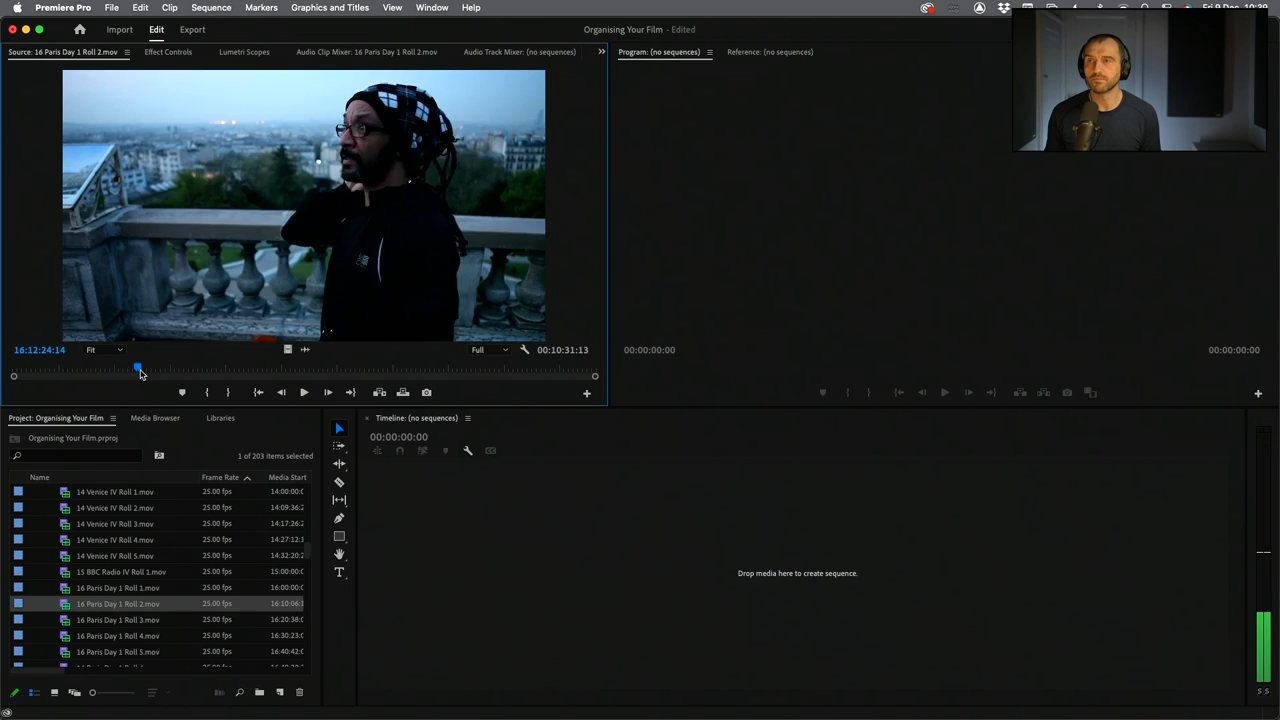 Premiere Pro File Edit Clip Sequence Markers Graphics and Titles View Window Help
Import Edit Export Organising Your Film - Edited
Source: 16 Paris Day 1 Roll 2.mov Effect Controls Lumetri Scopes Audio Clip Mixer: 16 Paris Day 1 Roll 2.mov Audio Track Mixer: (no sequences) Program: (no sequences) Reference: (no sequences)
16:12:24:14 Fit Full 00:10:31:13 00:00:00:00 00:00:00:00
Project: Organising Your Film Media Browser Libraries
Organising Your Film.prproj
1 of 203 items selected
Name Frame Rate Media Start
14 Venice IV Roll 1.mov 25.00 fps 14:00:00:0
14 Venice IV Roll 2.mov 25.00 fps 14:09:36:2
14 Venice IV Roll 3.mov 25.00 fps 14:17:26:2
14 Venice IV Roll 4.mov 25.00 fps 14:27:12:1
14 Venice IV Roll 5.mov 25.00 fps 14:32:20:2
15 BBC Radio IV Roll 1.mov 25.00 fps 15:00:00:0
16 Paris Day 1 Roll 1.mov 25.00 fps 16:00:00:0
16 Paris Day 1 Roll 2.mov 25.00 fps 16:10:06:1
16 Paris Day 1 Roll 3.mov 25.00 fps 16:20:38:0
16 Paris Day 1 Roll 4.mov 25.00 fps 16:30:23:0
16 Paris Day 1 Roll 5.mov 25.00 fps 16:40:42:0
Timeline: (no sequences)
00:00:00:00
Drop media here to create sequence.
S S